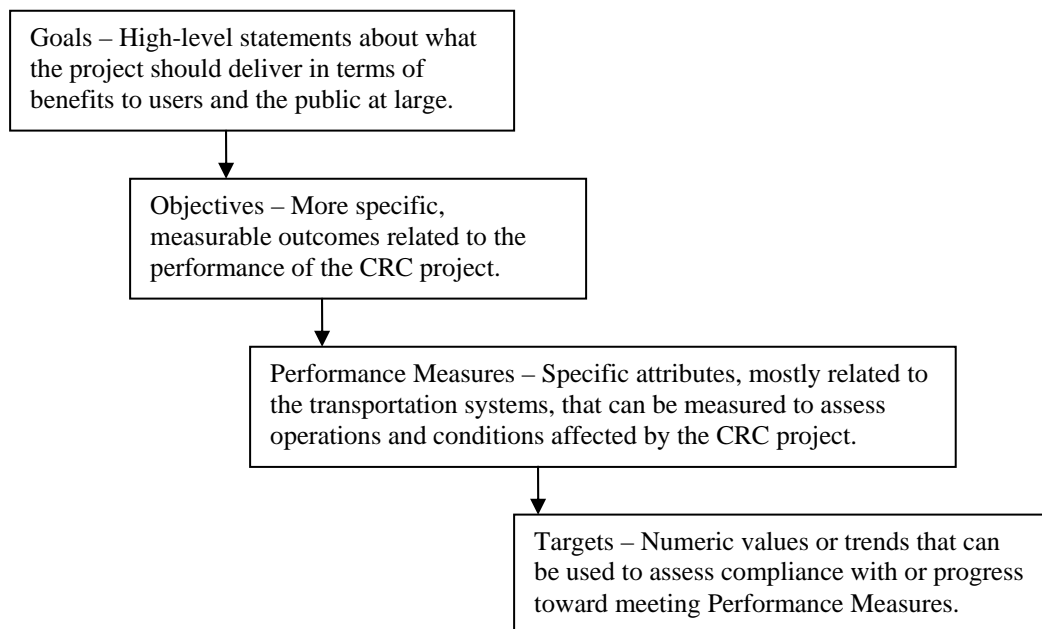 Goals – High-level statements about what
the project should deliver in terms of
benefits to users and the public at large.
Objectives – More specific,
measurable outcomes related to the
performance of the CRC project.
Performance Measures – Specific attributes, mostly related to
the transportation systems, that can be measured to assess
operations and conditions affected by the CRC project.
Targets – Numeric values or trends that can
be used to assess compliance with or progress
toward meeting Performance Measures.